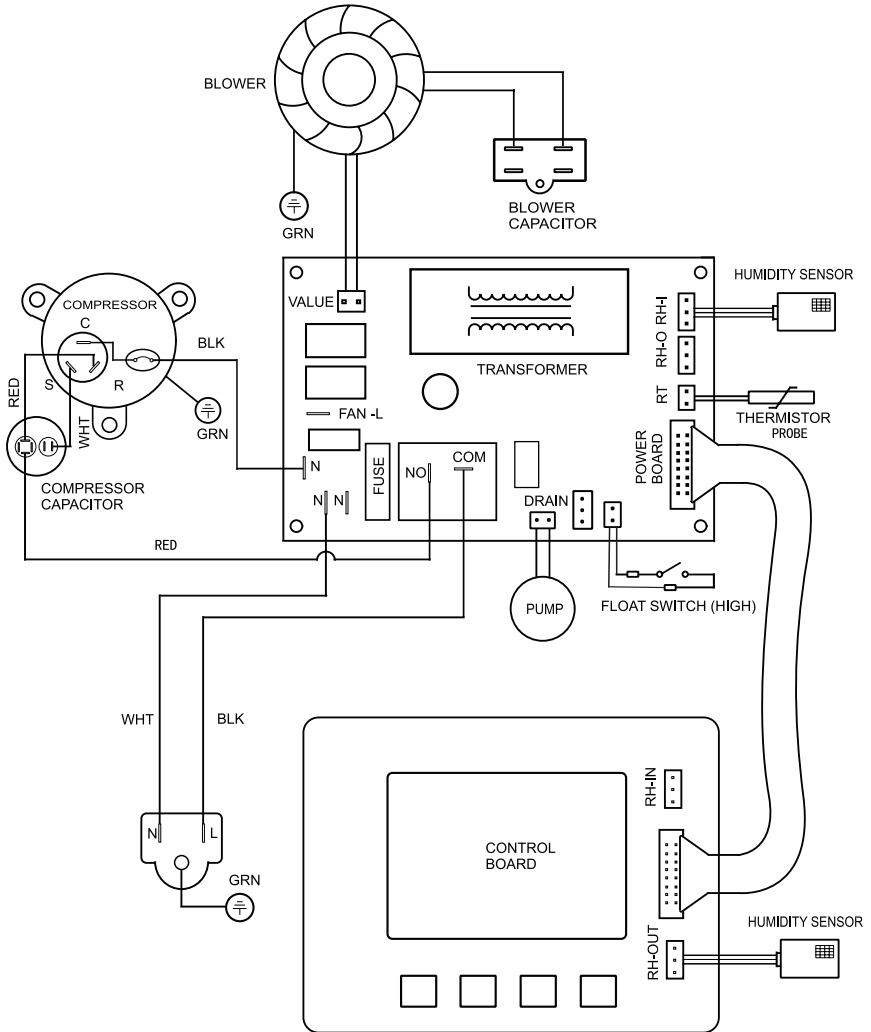 BLOWER
BLOWER
CAPACITOR
GRN
COMPRESSOR
C
S
R
BLK
RED
WHT
GRN
COMPRESSOR
CAPACITOR
VALUE
TRANSFORMER
FAN -L
N
N
N
FUSE
NO
COM
DRAIN
RH-I
RH-O
RT
POWER
BOARD
HUMIDITY SENSOR
THERMISTOR
PROBE
RED
PUMP
FLOAT SWITCH (HIGH)
WHT
BLK
N
L
GRN
CONTROL
BOARD
RH-IN
RH-OUT
HUMIDITY SENSOR